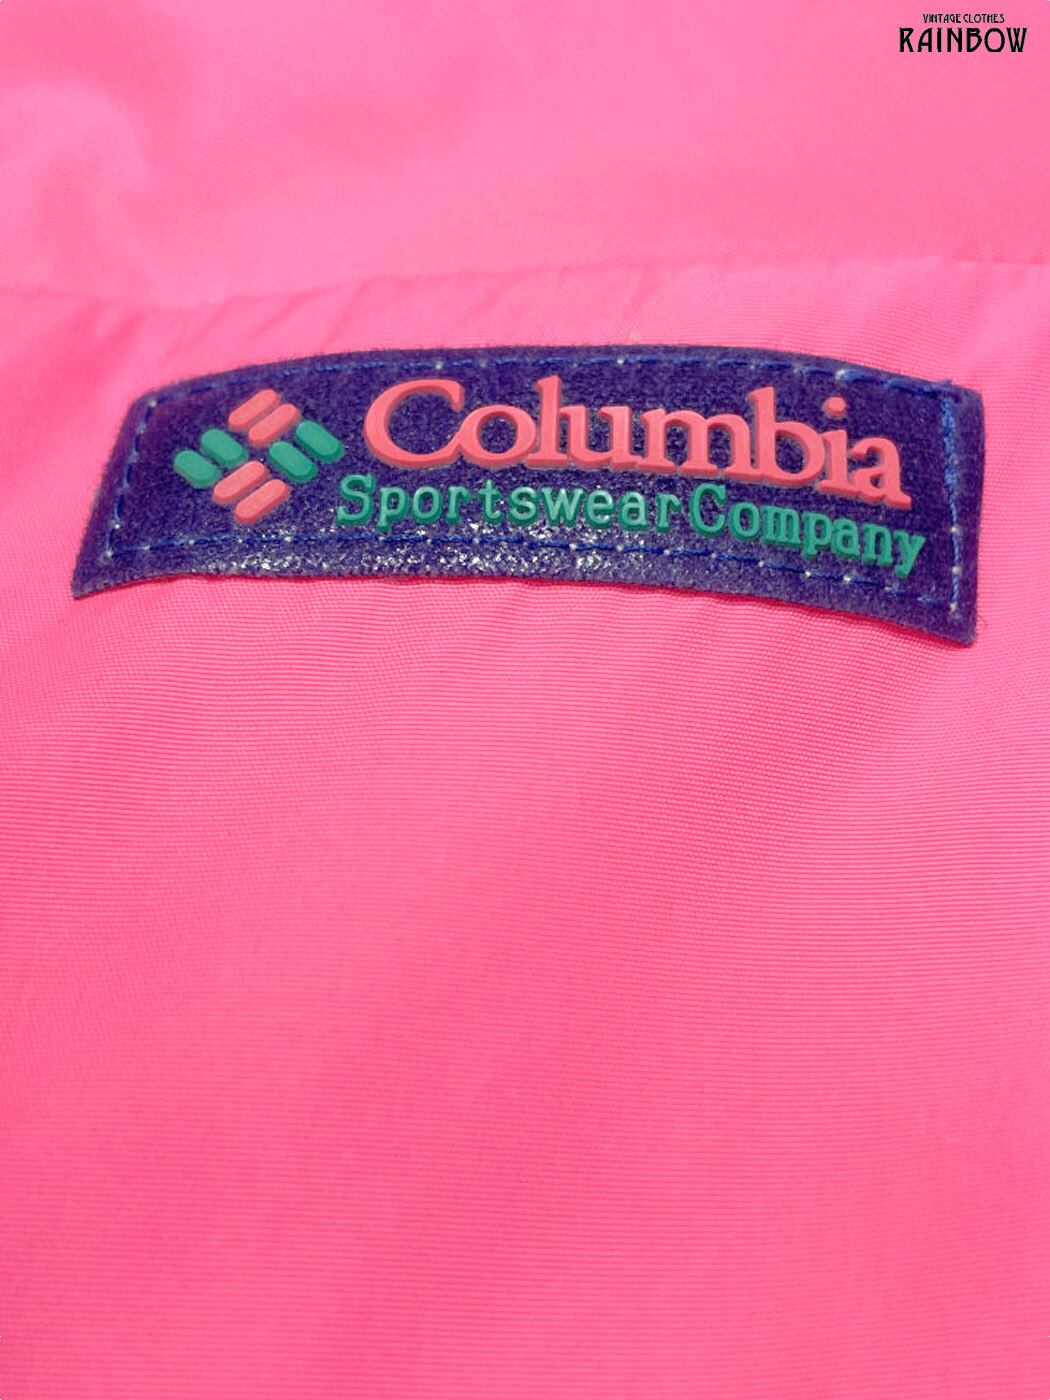 VINTAGE CLOTHES
RAINBOW
Columbia
Sportswear Company